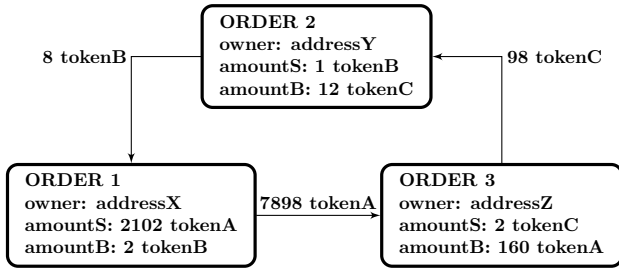 ORDER 2
owner: addressY
amountS: 1 tokenB
amountB: 12 tokenC
8 tokenB
98 tokenC
ORDER 1
owner: addressX
amountS: 2102 tokenA
amountB: 2 tokenB
7898 tokenA
ORDER 3
owner: addressZ
amountS: 2 tokenC
amountB: 160 tokenA